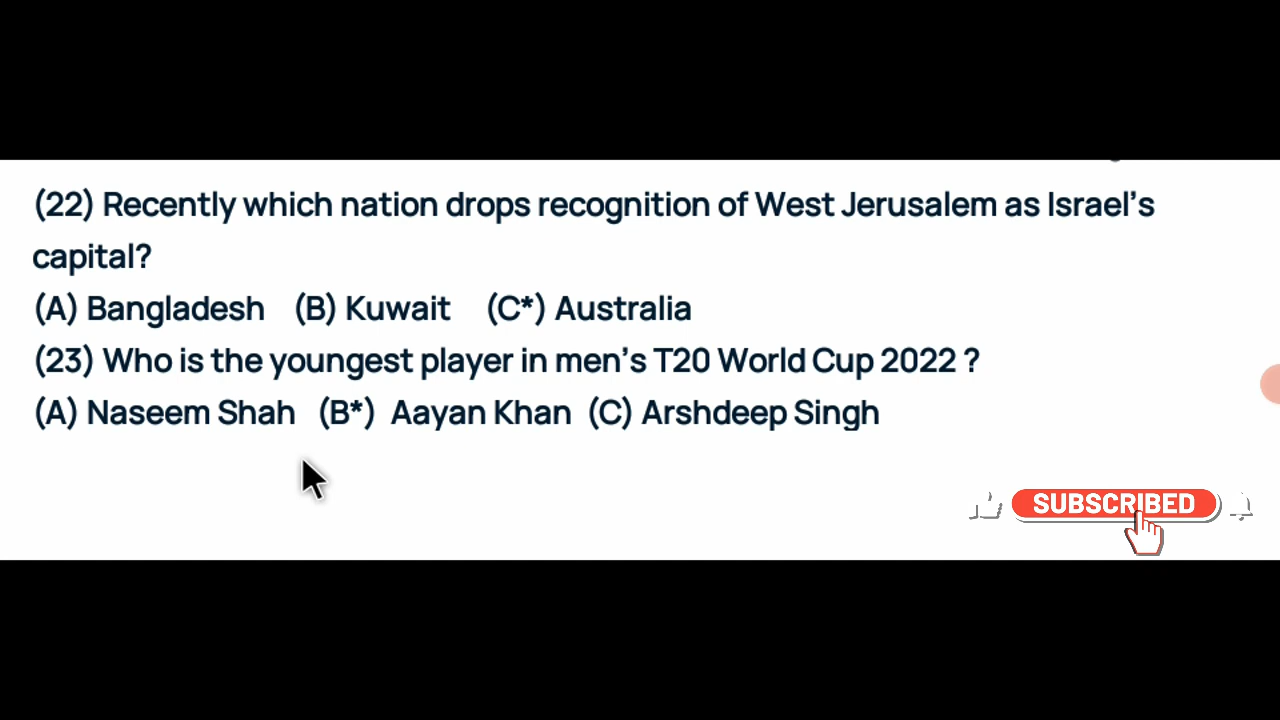 (22) Recently which nation drops recognition of West Jerusalem as Israel's
capital?
(A) Bangladesh (B) Kuwait (C*) Australia
(23) Who is the youngest player in men's T20 World Cup 2022 ?
(A) Naseem Shah (B*) Aayan Khan (C) Arshdeep Singh
SUBSCRIBED